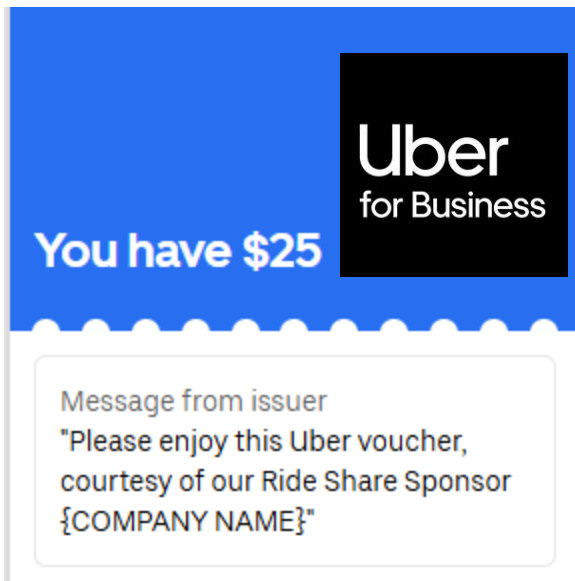 Uber
for Business
You have $25
Message from issuer
"Please enjoy this Uber voucher,
courtesy of our Ride Share Sponsor
{COMPANY NAME}"